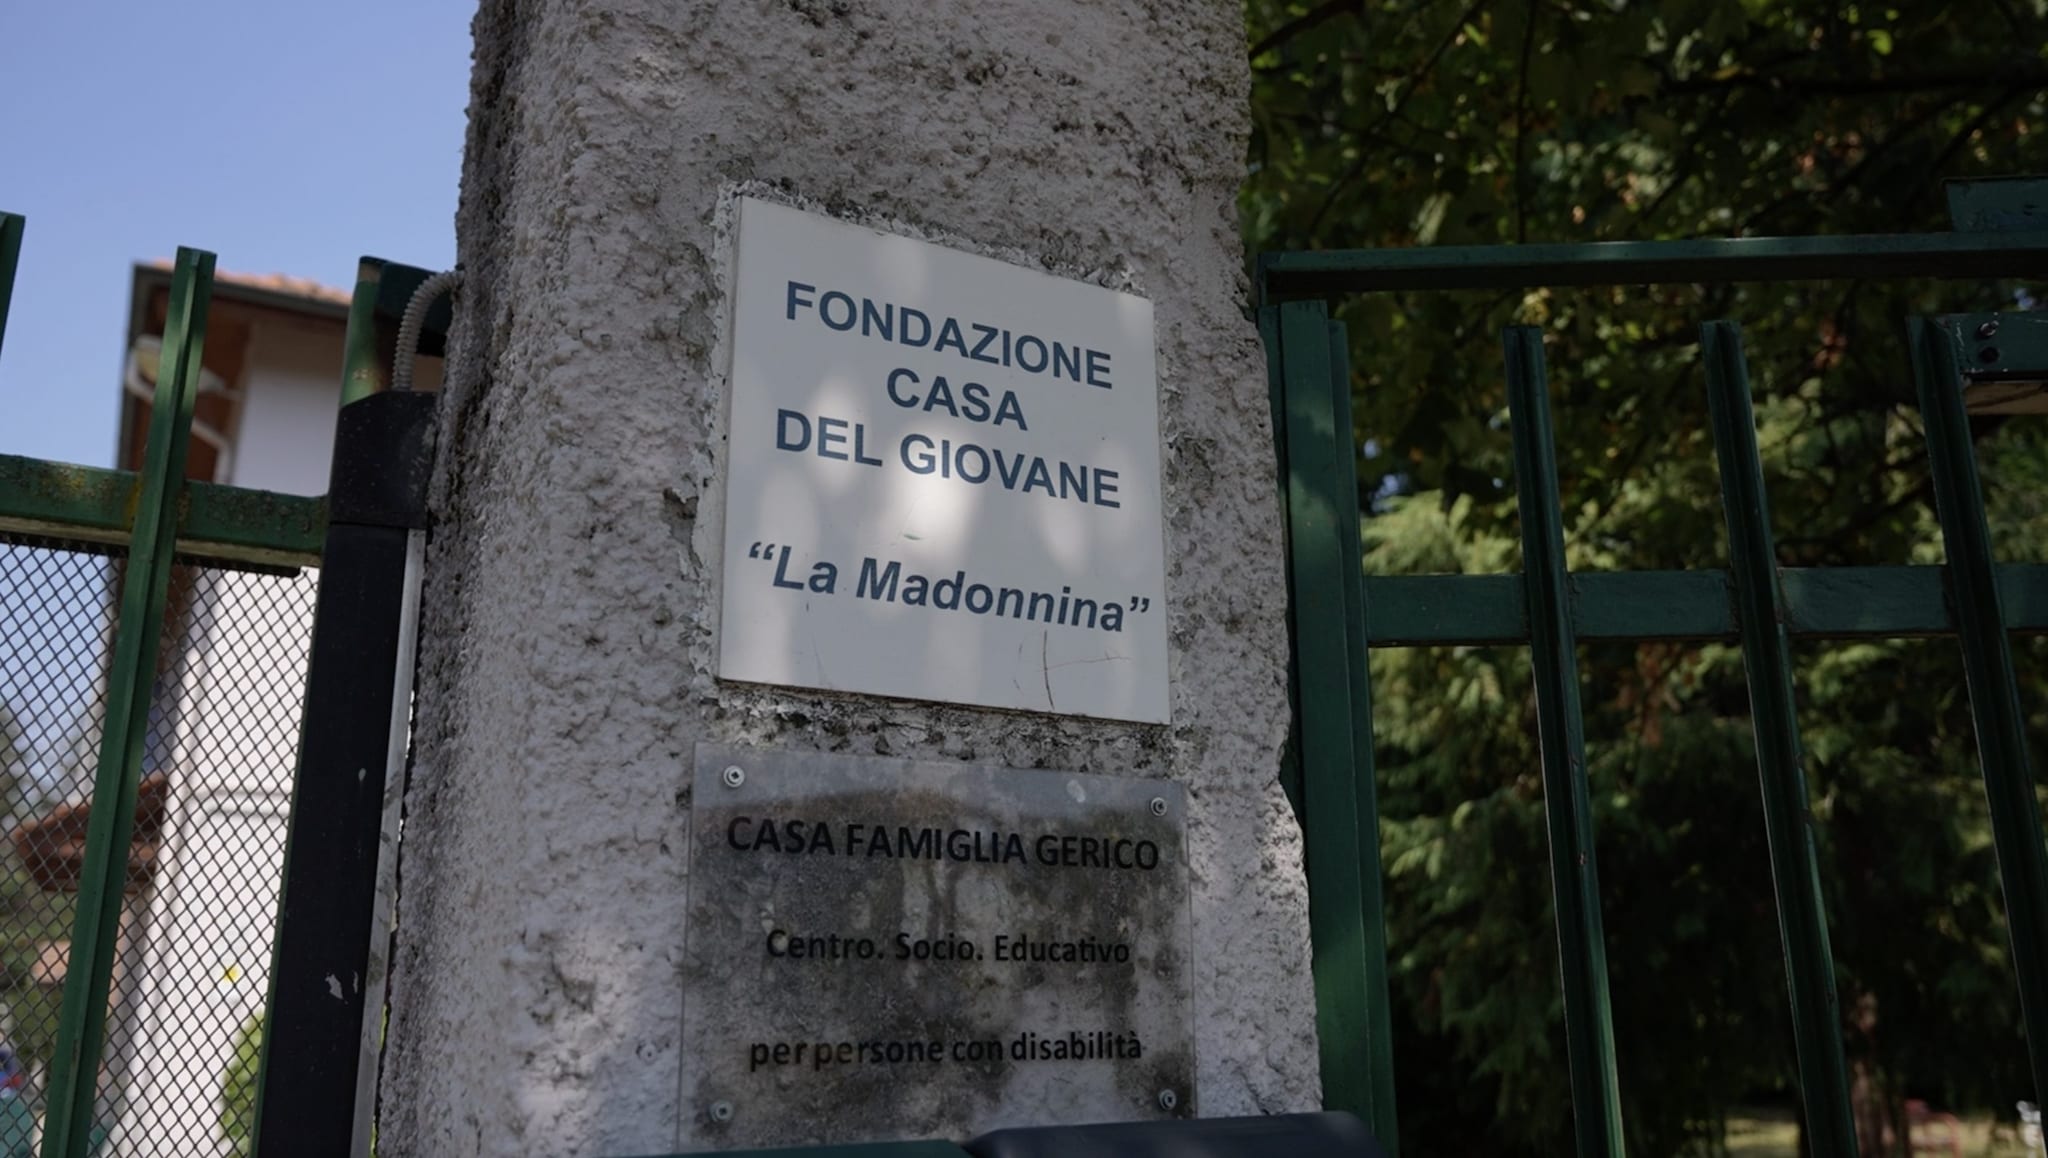 FONDAZIONE
CASA
DEL GIOVANE
“La Madonnina”
CASA FAMIGLIA GERICO
Centro. Socio. Educativo
per persone con disabilità